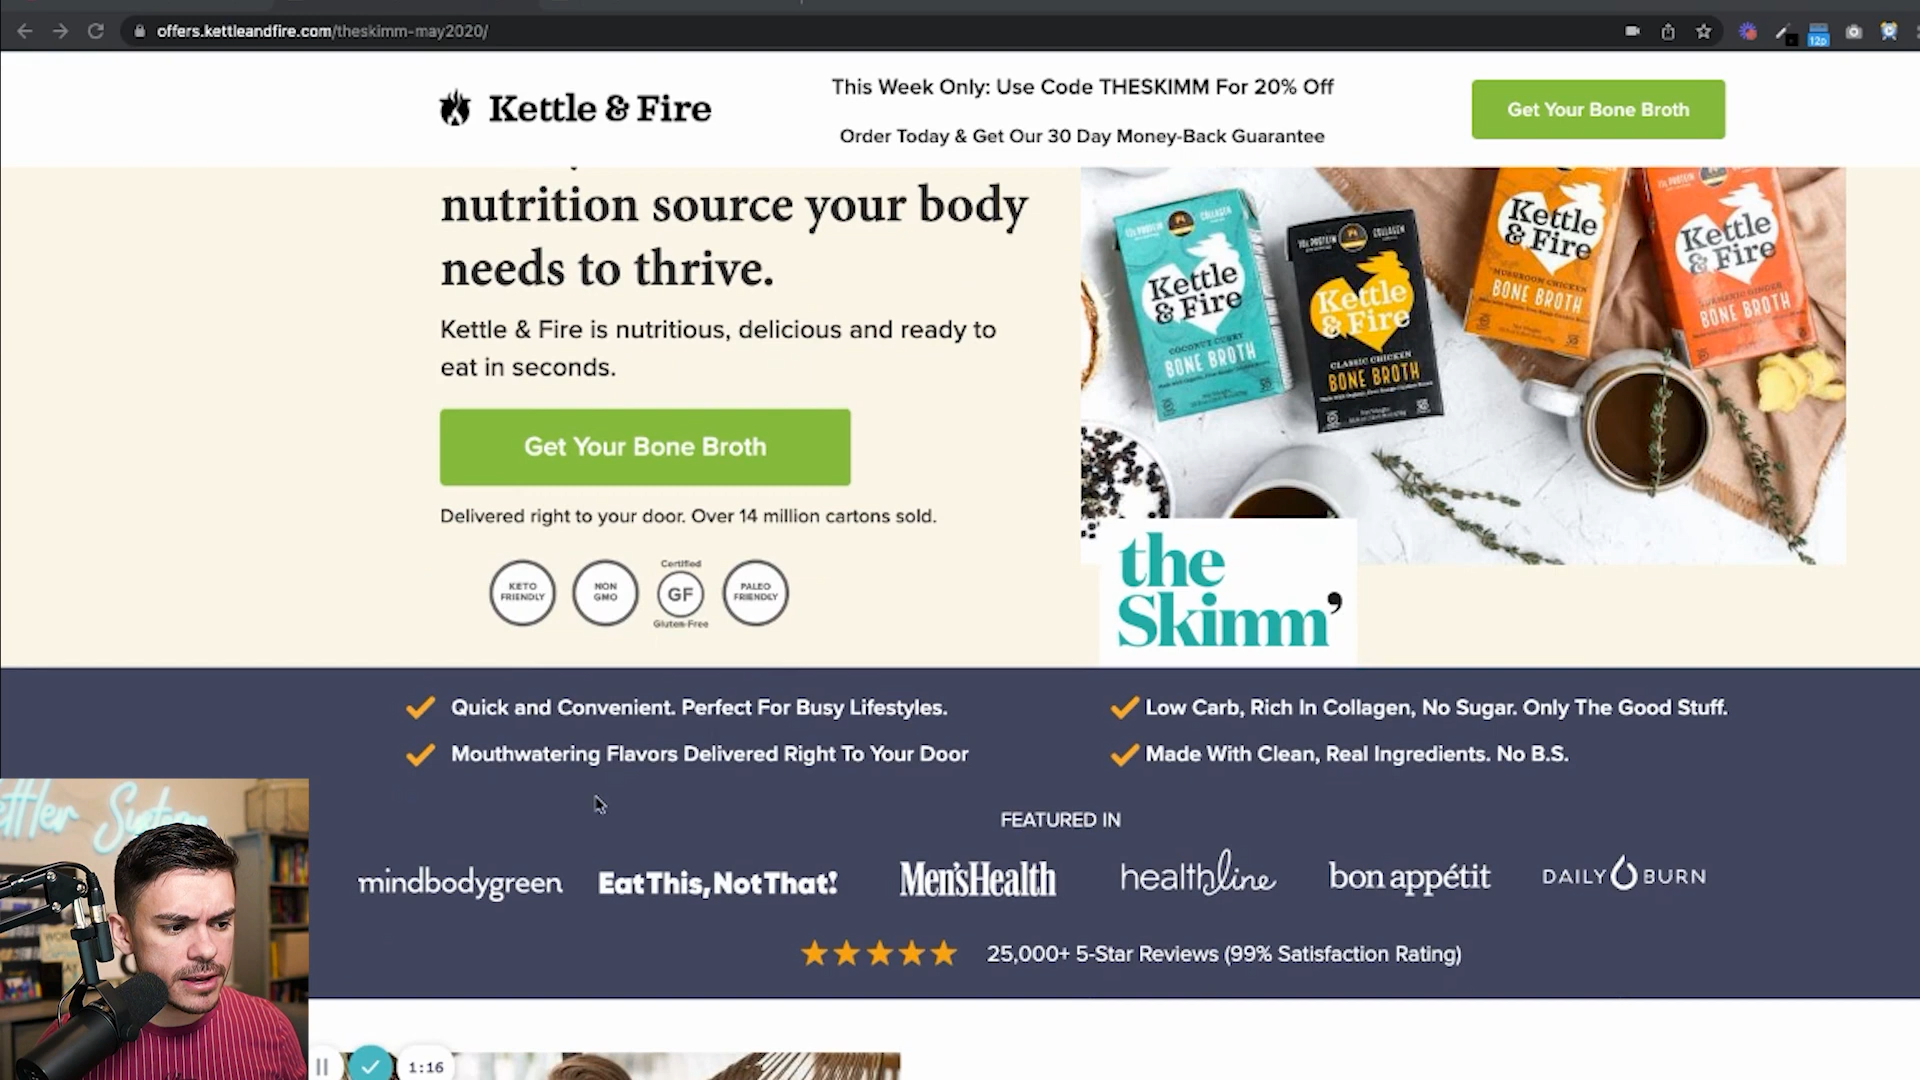 offers.kettleandfire.com/theskimm-may2020/
12p
Kettle & Fire
This Week Only: Use Code THESKIMM For 20% Off
Order Today & Get Our 30 Day Money-Back Guarantee
Get Your Bone Broth
nutrition source your body
needs to thrive.
Kettle & Fire is nutritious, delicious and ready to
eat in seconds.
Get Your Bone Broth
Delivered right to your door. Over 14 million cartons sold.
KETO
FRIENDLY
NON
GMO
Certified
GF
Gluten-Free
PALEO
FRIENDLY
COLLAGEN
Kettle
& Fire
COCONUT CURRY
BONE BROTH
10g PROTEIN
COLLAGEN
Kettle
& Fire
CLASSIC CHICKEN
BONE BROTH
Kettle
& Fire
MUSHROOM CHICKEN
BONE BROTH
Kettle
& Fire
TURMERIC GINGER
BONE BROTH
the
Skimm’
Quick and Convenient. Perfect For Busy Lifestyles.
Low Carb, Rich In Collagen, No Sugar. Only The Good Stuff.
Mouthwatering Flavors Delivered Right To Your Door
Made With Clean, Real Ingredients. No B.S.
FEATURED IN
mindbodygreen
Eat This, Not That!
Men'sHealth
healthline
bon appétit
DAILY BURN
25,000+ 5-Star Reviews (99% Satisfaction Rating)
1:16